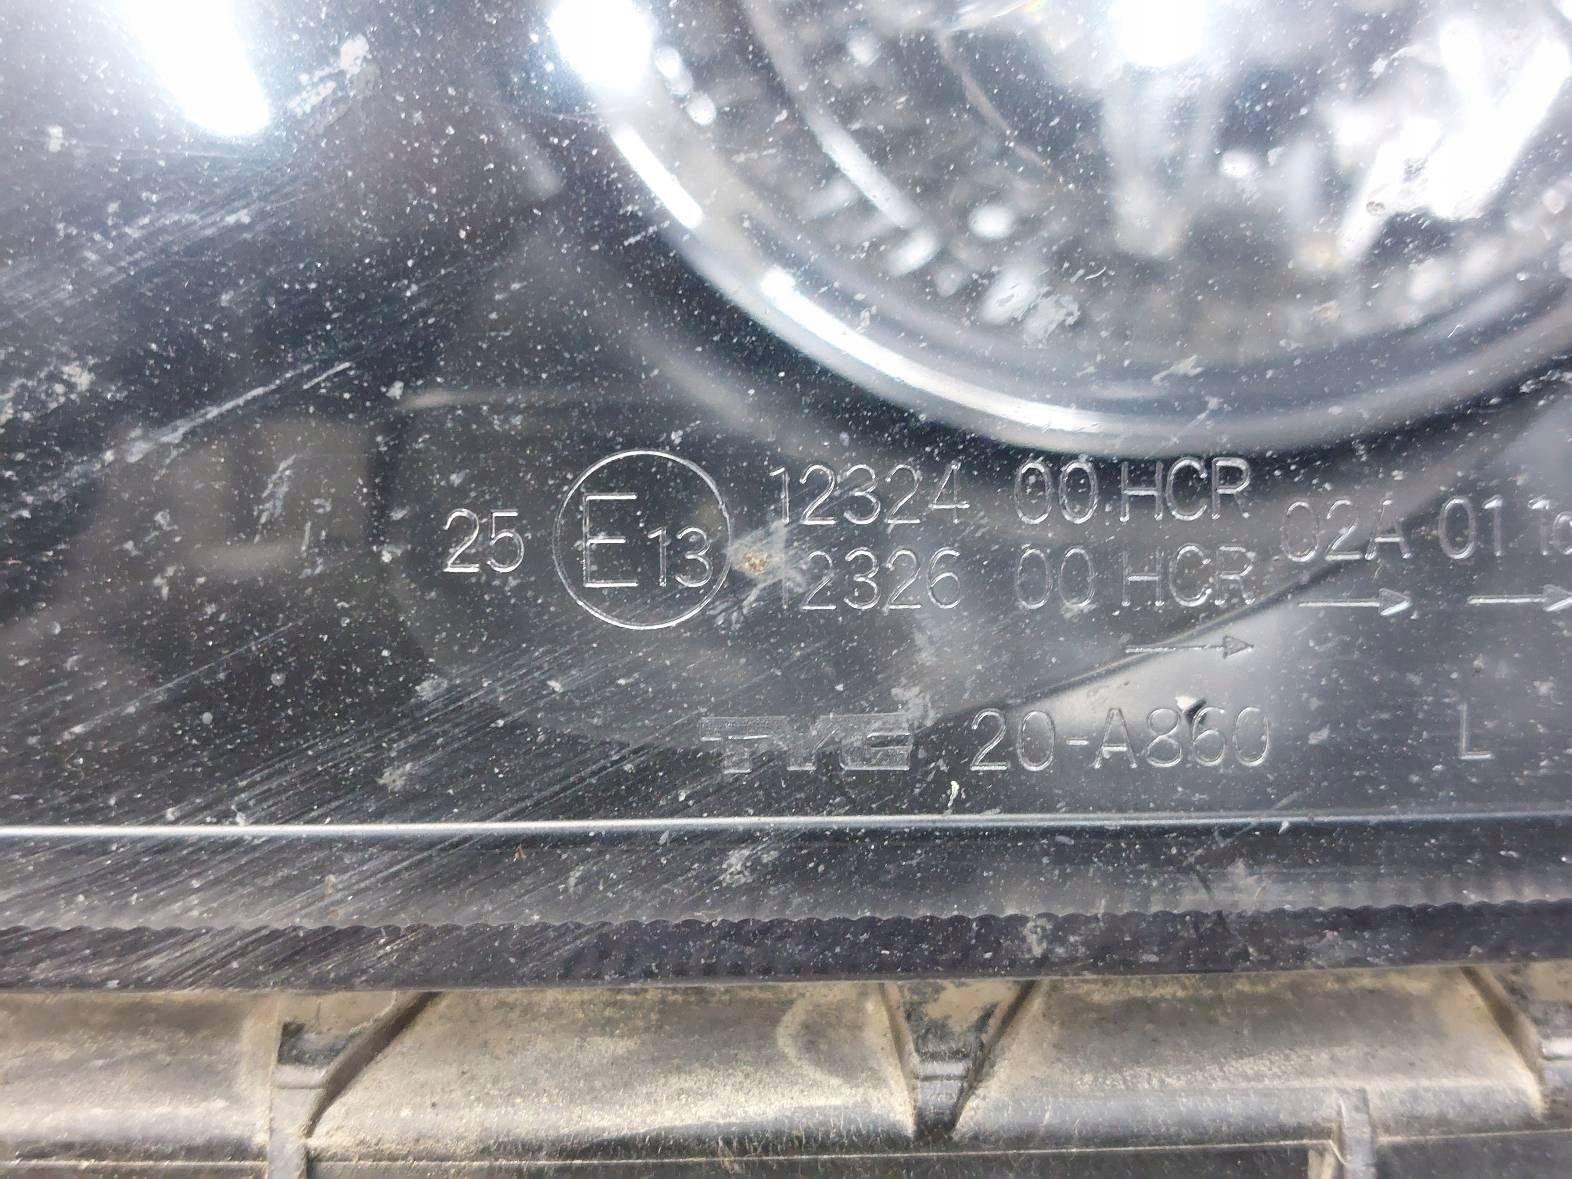 12324 00 HCR
25 E13 02A 01
12326 00 HCR
TYC 20-A860 L